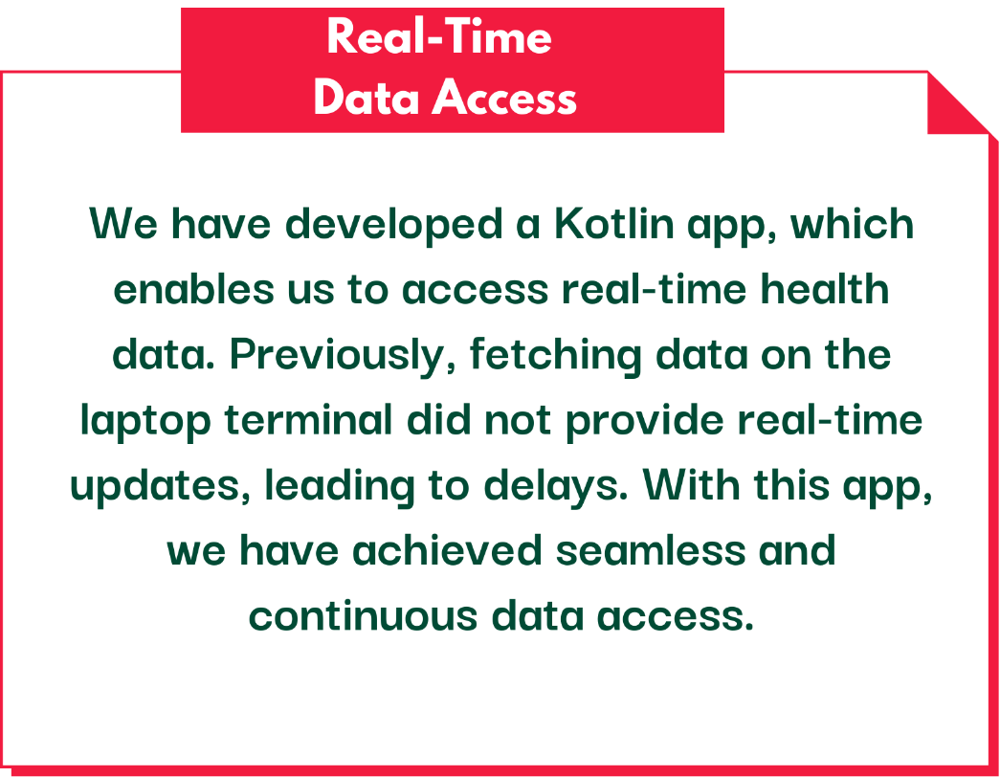 Real-Time
Data Access
We have developed a Kotlin app, which
enables us to access real-time health
data. Previously, fetching data on the
laptop terminal did not provide real-time
updates, leading to delays. With this app,
we have achieved seamless and
continuous data access.